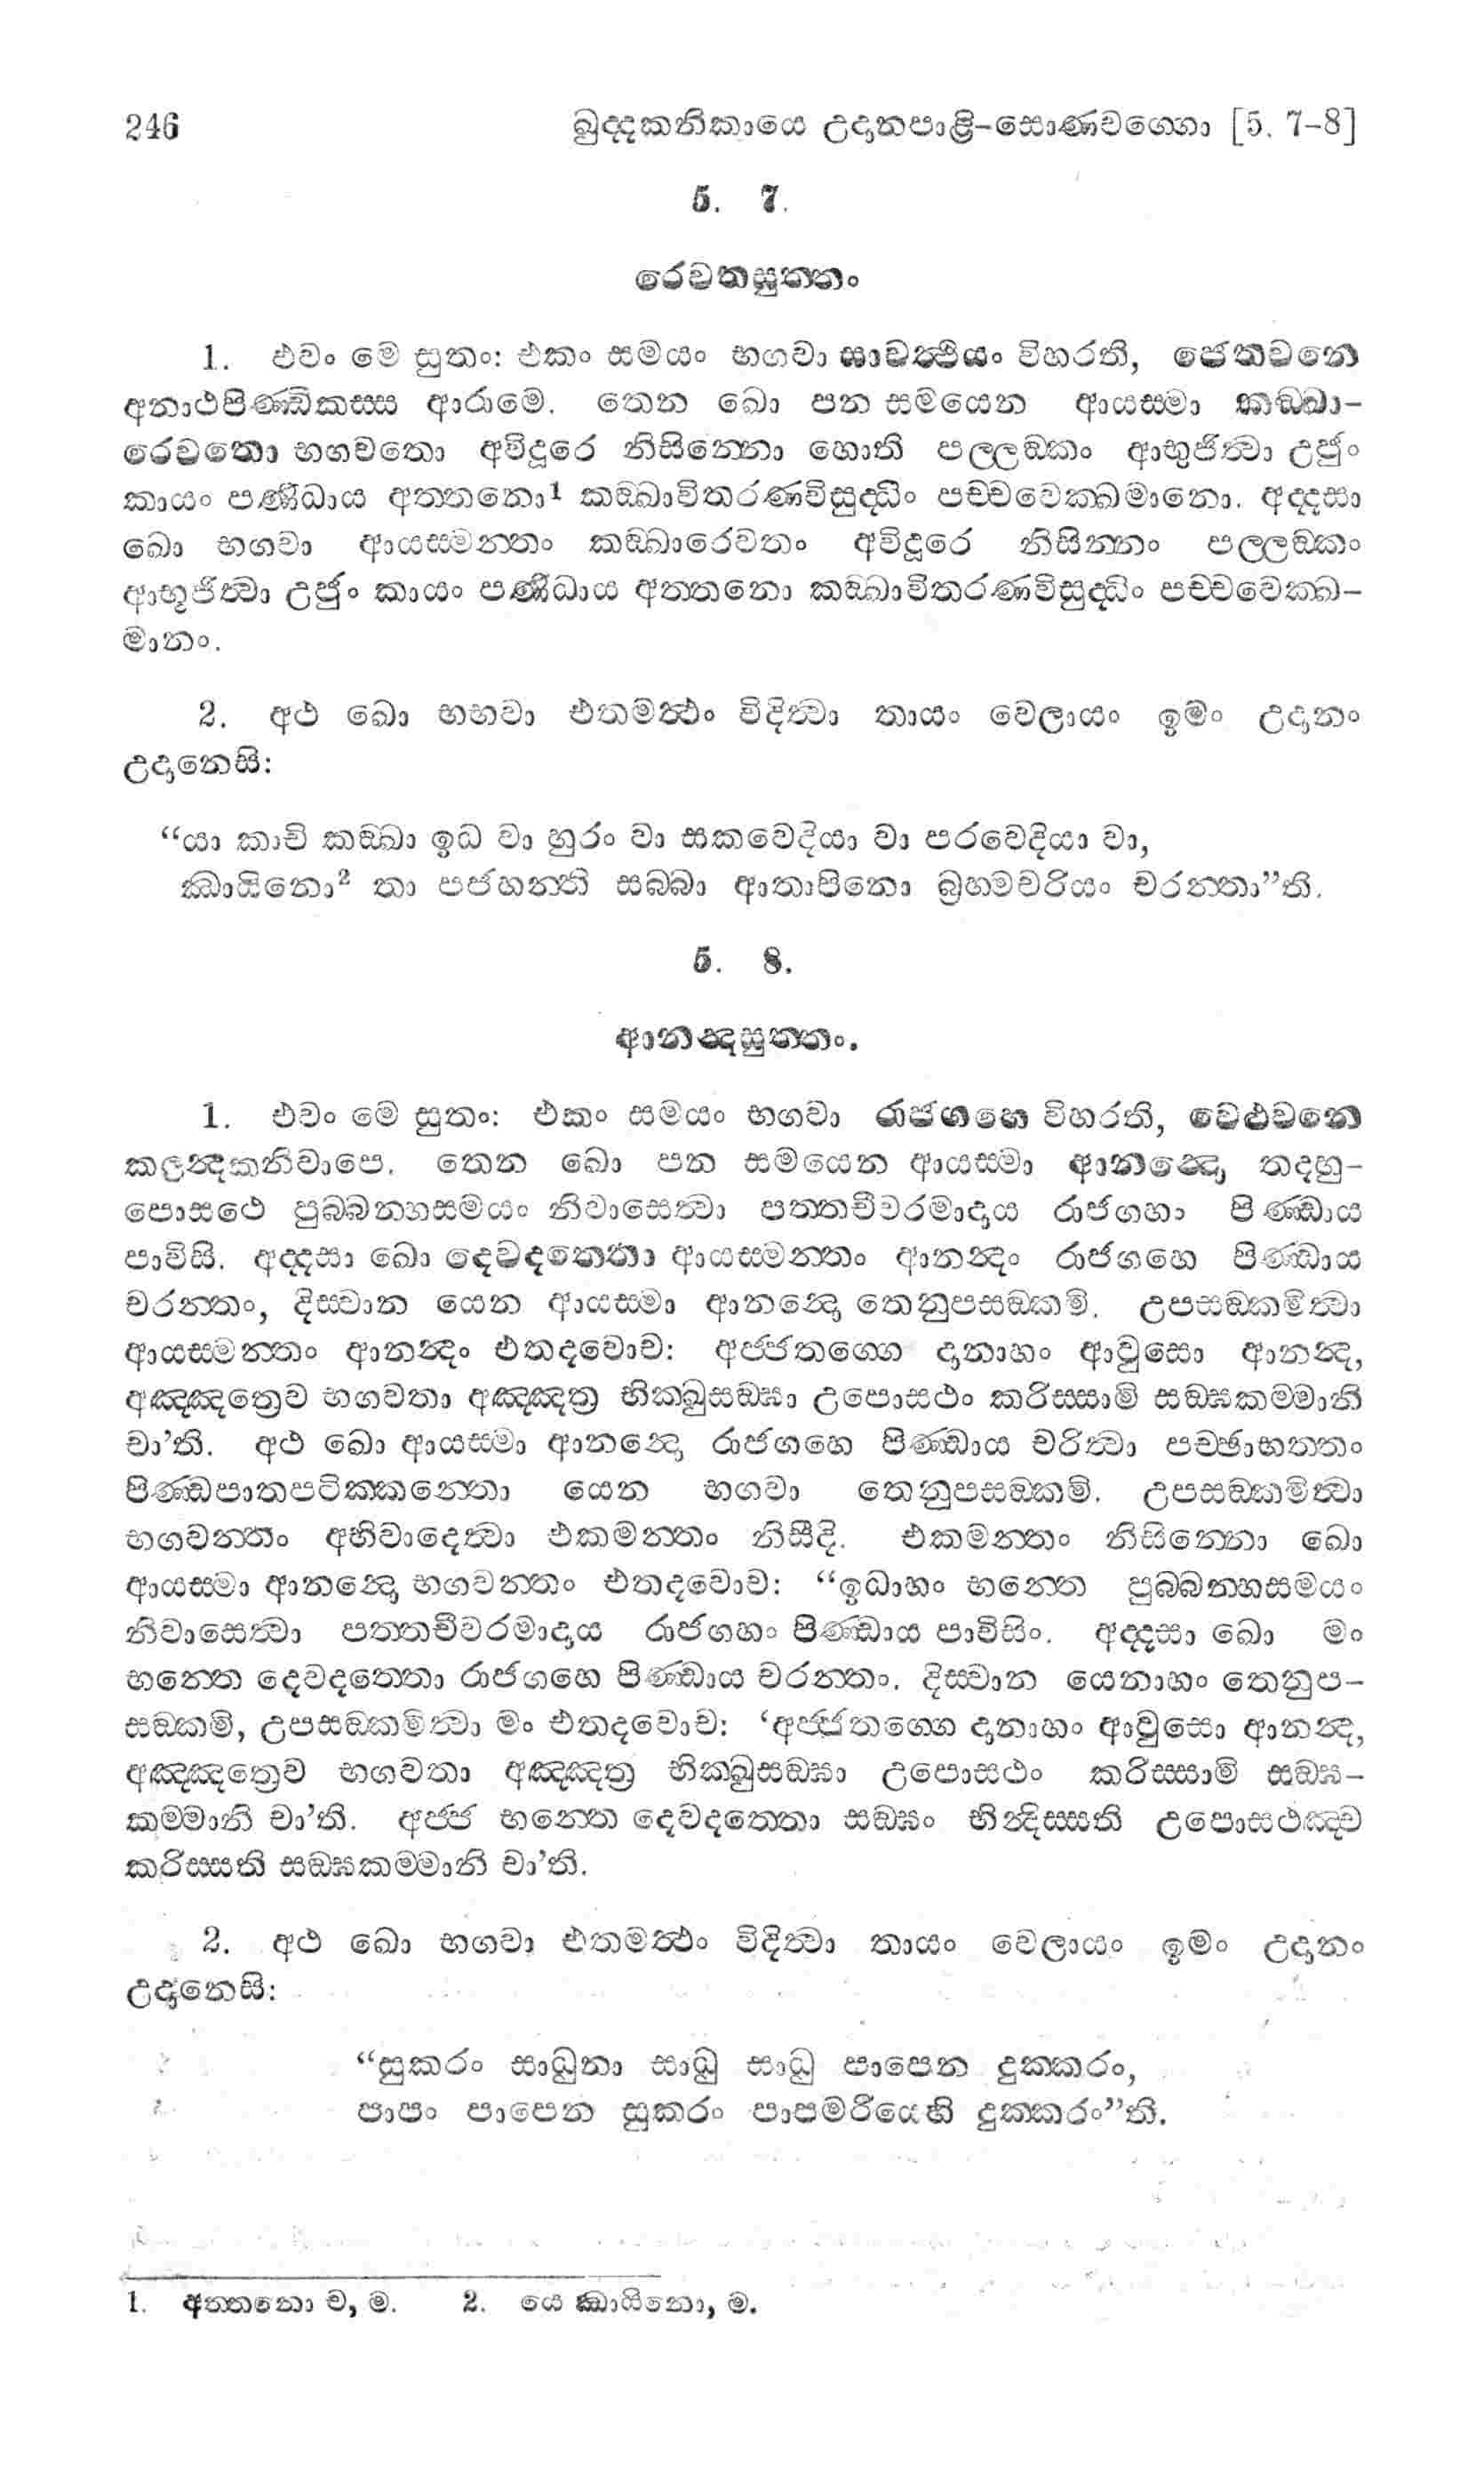 246 ඛුද්දකනිකායෙ උදානපාළි-සොණවග්ගො [5. 7-8]
5. 7.
රෙවතසුත්තං
1. එවං මෙ සුතං: එකං සමයං භගවා සාවත්ථියං විහරති, ජෙතවනෙ
අනාථපිණ්ඩිකස්ස ආරාමෙ. තෙන ඛො පන සමයෙන ආයස්මා කඞ්ඛා-
රෙවතො භගවතො අවිදූරෙ නිසින්නො හොති පල්ලඞ්කං ආභුජිත්වා උජුං
කායං පණිධාය අත්තනො1 කඞ්ඛාවිතරණවිසුද්ධිං පච්චවෙක්ඛමානො. අද්දසා
ඛො භගවා ආයස්මන්තං කඞ්ඛාරෙවතං අවිදූරෙ නිසින්නං පල්ලඞ්කං
ආභූජිත්වා උජුං කායං පණිධාය අත්තනො කඞ්ඛාවිතරණවිසුද්ධිං පච්චවෙක්ඛ-
මානං.
2. අථ ඛො භභවා එතමත්ථං විදිත්වා තායං වෙලායං ඉමං උදානං
උදානෙසි:
“යා කාචි කඞ්ඛා ඉධ වා හුරං වා සකවෙදියා වා පරවෙදියා වා,
ඣායිනො2 තා පජහන්ති සබ්බා ආතාපිනො බ්‍රහ්මචරියං චරන්තා”ති.
5. 8.
ආනන්දසුත්තං.
1. එවං මෙ සුතං: එකං සමයං භගවා රාජගහෙ විහරති, වෙළුවනෙ
කලන්දකනිවාපෙ. තෙන ඛො පන සමයෙන ආයස්මා ආනන්දො තදහු-
පොසථෙ පුබ්බන්හසමයං නිවාසෙත්වා පත්තචීවරමාදාය රාජගහා පිණ්ඩාය
පාවිසි. අද්දසා ඛො දෙවදත්තො ආයස්මන්තං ආනන්දං රාජගහෙ පිණ්ඩාය
චරන්තං, දිස්වාන යෙන ආයස්මා ආනන්දො තෙනුපසඞ්කමි. උපසඞ්කමිත්වා
ආයස්මන්තං ආනන්දං එතදවොච: අජ්ජතග්ගෙ දානාහං ආවුසො ආනන්ද,
අඤ්ඤත්‍රෙව භගවතා අඤ්ඤත්‍ර භික්ඛුසඞ්ඝා උපොසථං කරිස්සාමි සඞ්ඝකම්මානි
චා’ති. අථ ඛො ආයස්මා ආනන්දො රාජගහෙ පිණ්ඩාය චරිත්වා පච්ඡාභත්තං
පිණ්ඩපාතපටික්කන්තො යෙන භගවා තෙනුපසඞ්කමි. උපසඞ්කමිත්වා
භගවන්තං අභිවාදෙත්වා එකමන්තං නිසීදි. එකමන්තං නිසින්නො ඛො
ආයස්මා ආනන්දො භගවන්තං එතදවොච: “ඉධාහං භන්තෙ පුබ්බන්හසමයං
නිවාසෙත්වා පත්තචීවරමාදාය රාජගහං පිණ්ඩාය පාවිසිං. අද්දසා ඛො මං
භන්තෙ දෙවදත්තො රාජගහෙ පිණ්ඩාය චරන්තං. දිස්වාන යෙනාහං තෙනුප-
සඞ්කමි, උපසඞ්කමිත්වා මං එතදවොච: ‘අජ්ජතග්ගෙ දානාහං ආවුසො ආනන්ද,
අඤ්ඤත්‍රෙව භගවතා අඤ්ඤත්‍ර භික්ඛුසඞ්ඝා උපොසථං කරිස්සාමි සඞ්ඝ-
කම්මානි චා’ති. අජ්ජ භන්තෙ දෙවදත්තො සඞ්ඝං භින්දිස්සති උපොසථඤ්ච
කරිස්සති සඞ්ඝකම්මානි චා’ති.
2. අථ ඛො භගවා එතමත්ථං විදිත්වා තායං වෙලායං ඉමං උදානං
උදානෙසි:
“සුකරං සාධුනා සාධු සාධු පාපෙන දුක්කරං,
පාපං පාපෙන සුකරං පාපමරියෙභි දුක්කරං”ති.
1. අත්තනො ච, ම. 2. යෙ ඣායිනො, ම.